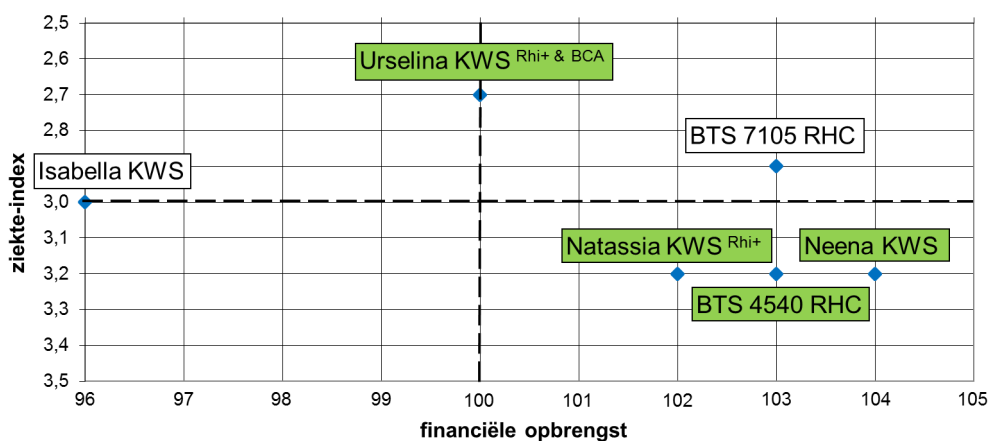 2,5
2,6
Urselina KWS Rhi+ & BCA
2,7
2,8
BTS 7105 RHC
2,9
Isabella KWS
3,0
3,1
Natassia KWS Rhi+
Neena KWS
3,2
BTS 4540 RHC
3,3
3,4
3,5
ziekte-index
96 97 98 99 100 101 102 103 104 105
financiële opbrengst